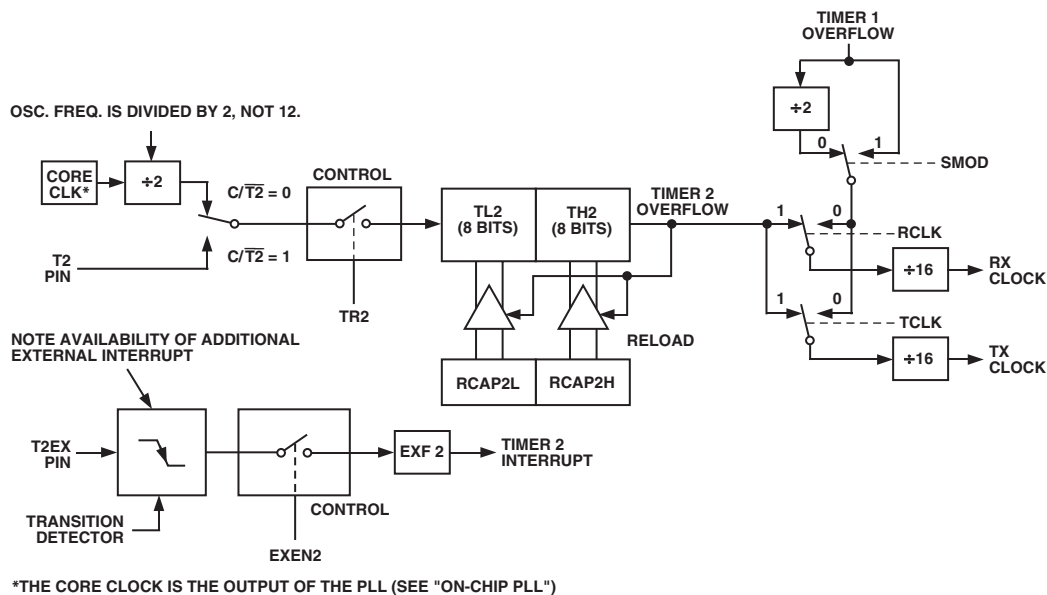 TIMER 1
OVERFLOW
÷2
0
1
SMOD
OSC. FREQ. IS DIVIDED BY 2, NOT 12.
CORE
CLK*
÷2
C/T2̅ = 0
CONTROL
TL2
(8 BITS)
TH2
(8 BITS)
TIMER 2
OVERFLOW
1
0
RCLK
T2
PIN
C/T2̅ = 1
÷16
RX
CLOCK
TR2
1
0
TCLK
RELOAD
÷16
TX
CLOCK
RCAP2L
RCAP2H
NOTE AVAILABILITY OF ADDITIONAL
EXTERNAL INTERRUPT
T2EX
PIN
EXF 2
TIMER 2
INTERRUPT
CONTROL
TRANSITION
DETECTOR
EXEN2
*THE CORE CLOCK IS THE OUTPUT OF THE PLL (SEE "ON-CHIP PLL")